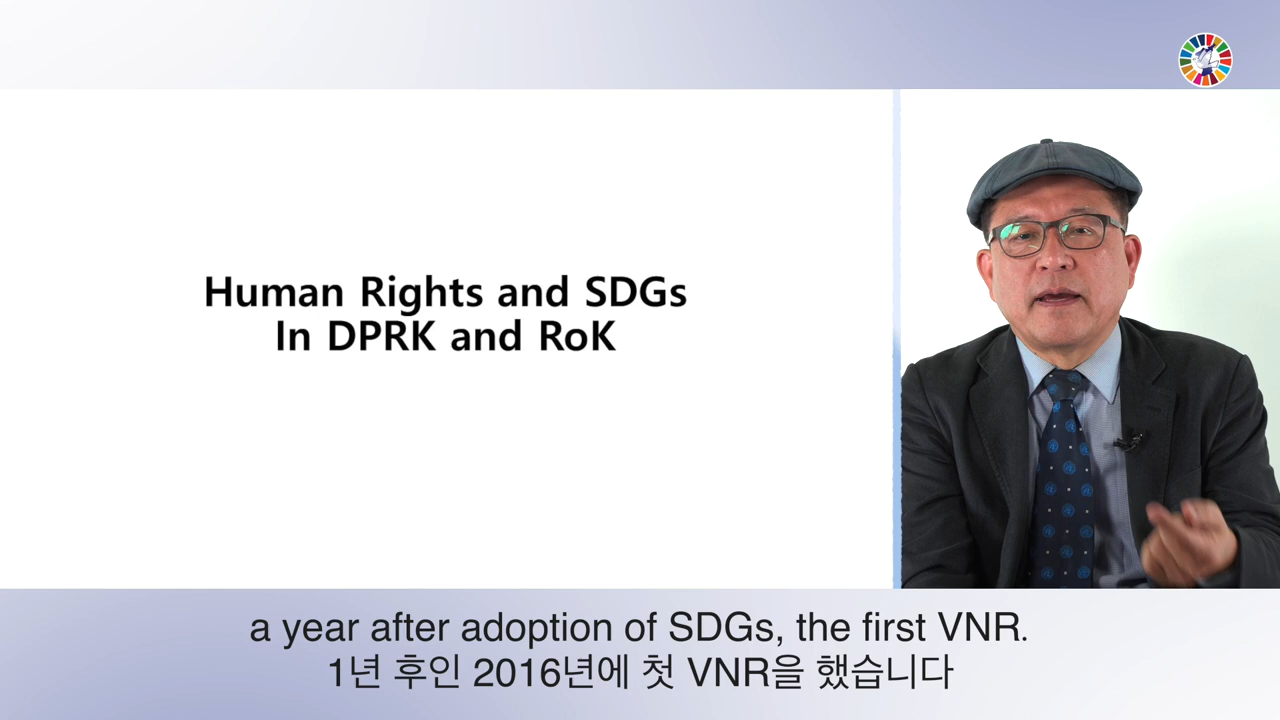 Human Rights and SDGs
In DPRK and RoK
a year after adoption of SDGs, the first VNR.
1년 후인 2016년에 첫 VNR을 했습니다